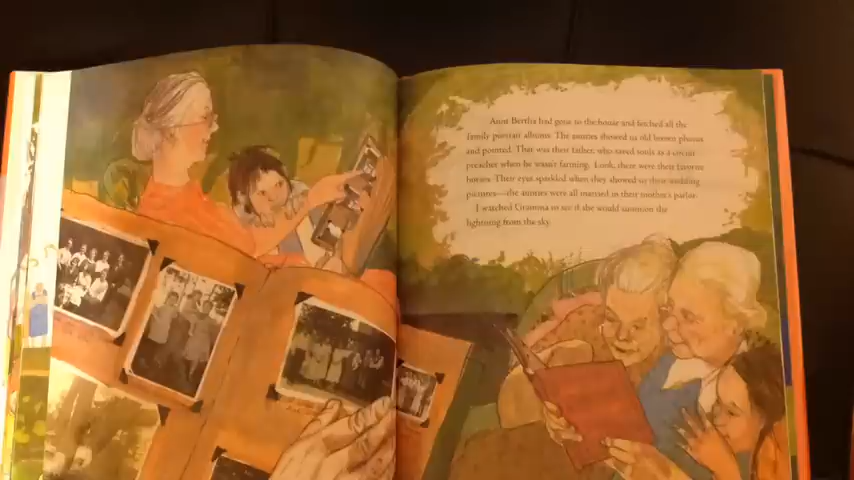 Aunt Bertha had gone to the house and fetched all the
family portrait albums. The aunties showed us old brown photos
and pointed. That was their father, who saved souls as a circuit
preacher when he wasn't farming. Look, there were their favorite
horses. Their eyes sparkled when they showed us their wedding
pictures—the aunties were all married in their mother's parlor.
I watched Gramma to see if she would summon the
lightning from the sky.